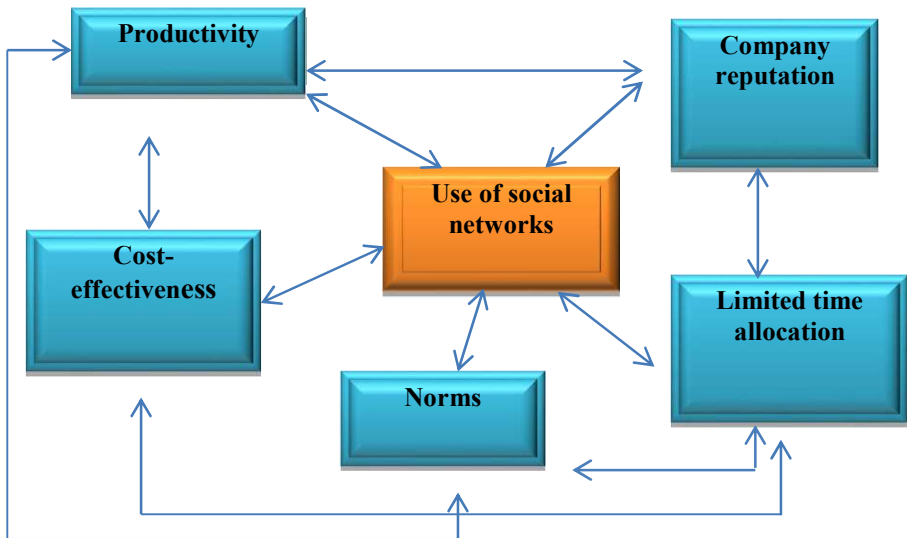 Productivity
Company
reputation
Use of social
networks
Cost-
effectiveness
Limited time
allocation
Norms